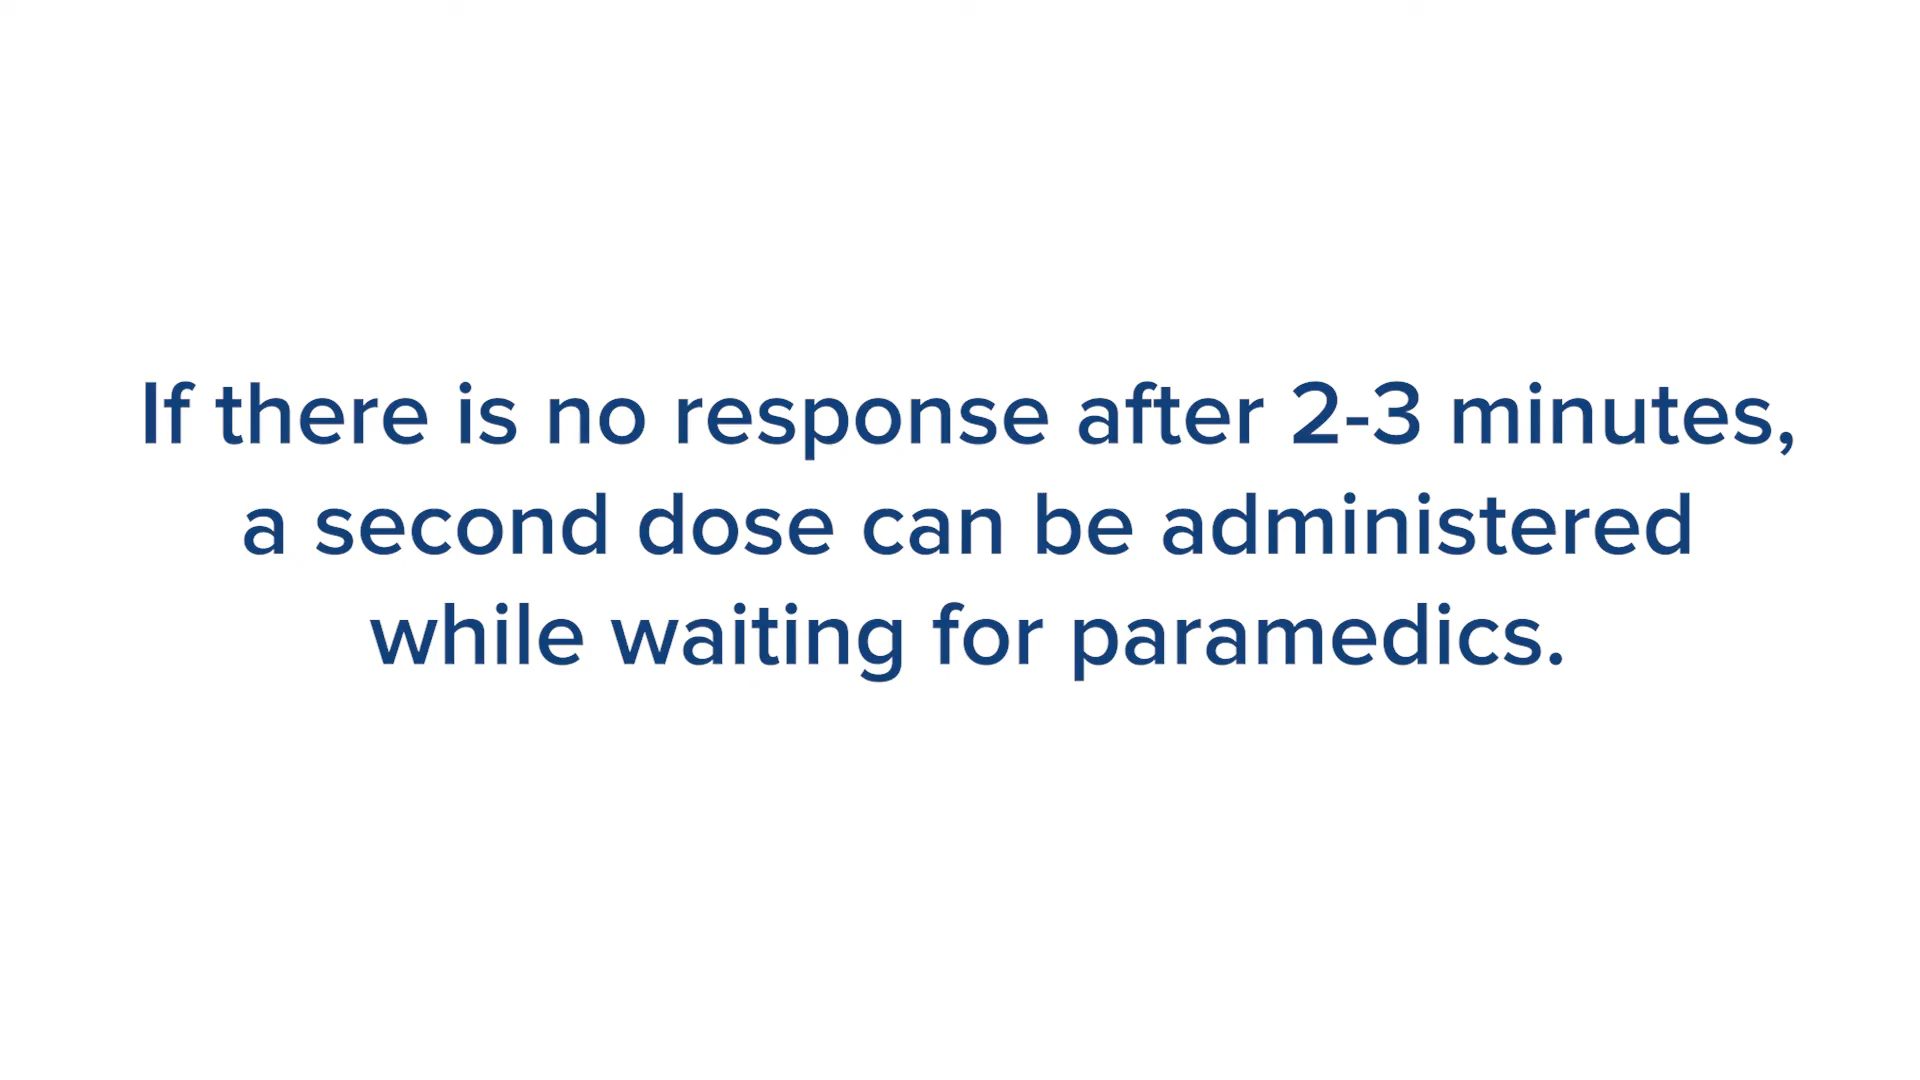 If there is no response after 2-3 minutes,
a second dose can be administered
while waiting for paramedics.